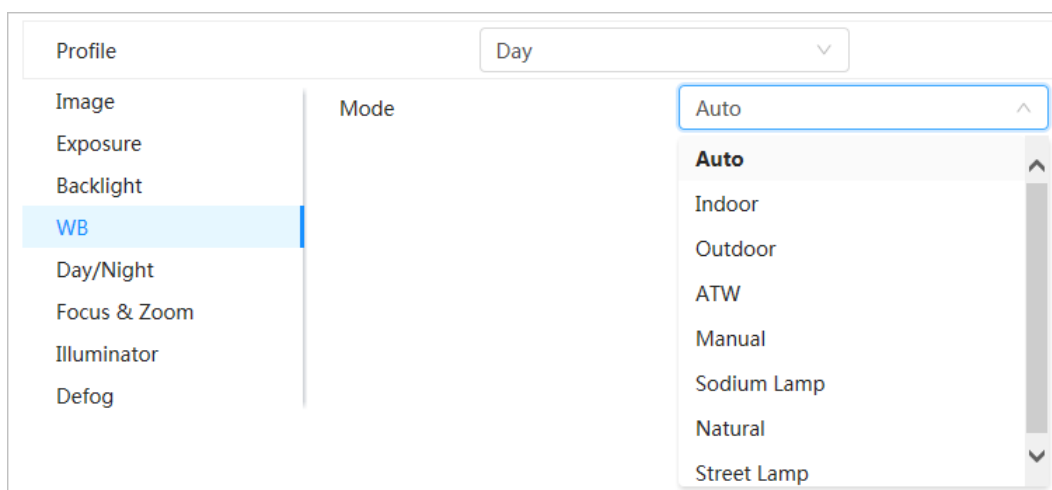 Profile
Day
Image
Mode
Auto
Exposure
Auto
Backlight
Indoor
WB
Outdoor
Day/Night
ATW
Focus & Zoom
Manual
Illuminator
Sodium Lamp
Defog
Natural
Street Lamp